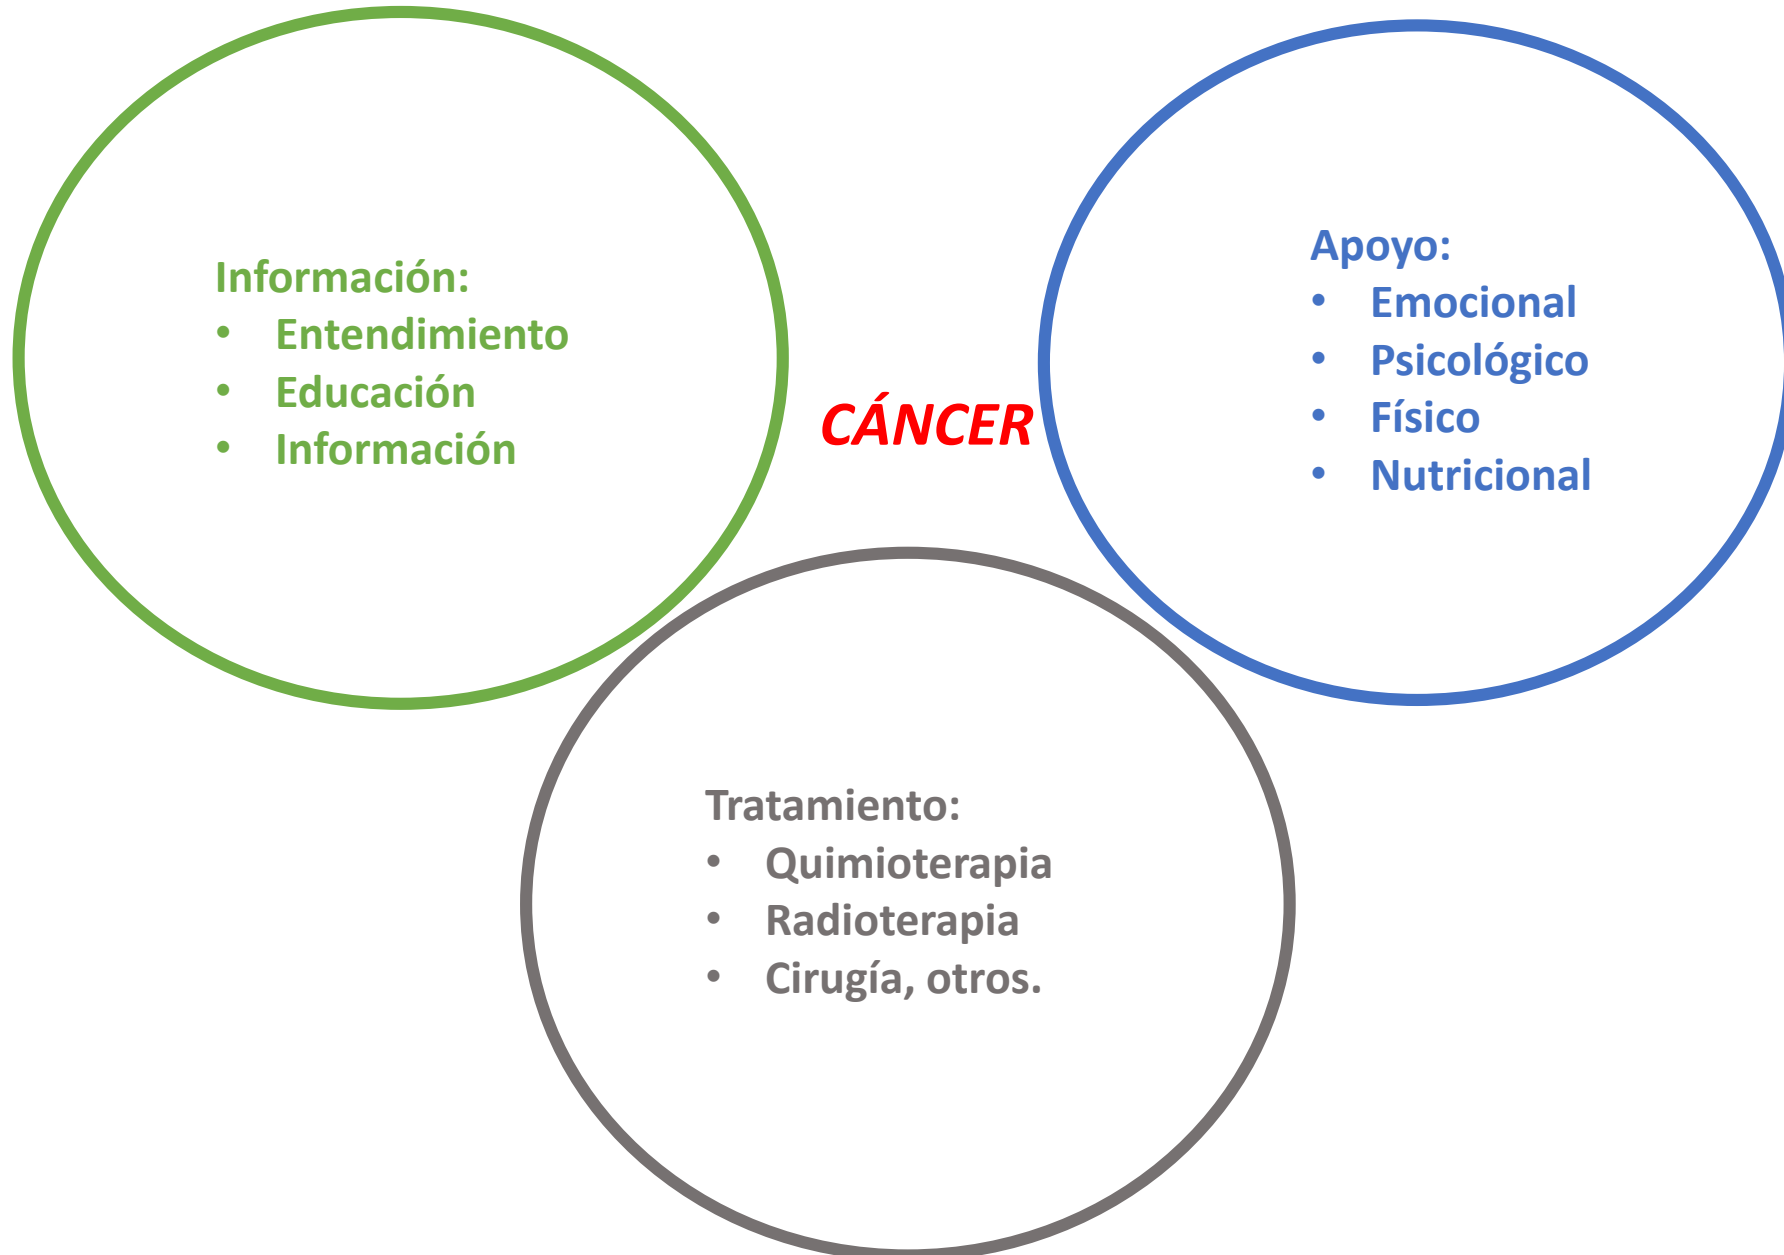 Información:
• Entendimiento
• Educación
• Información
CÁNCER
Apoyo:
• Emocional
• Psicológico
• Físico
• Nutricional
Tratamiento:
• Quimioterapia
• Radioterapia
• Cirugía, otros.